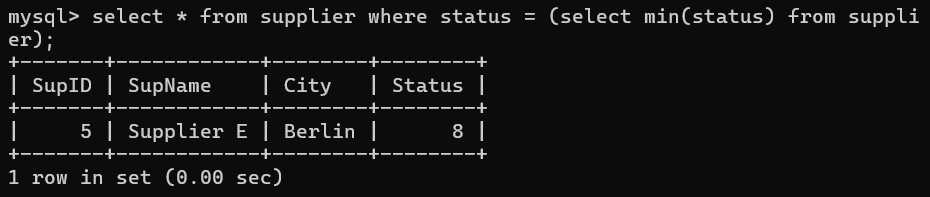 mysql> select * from supplier where status = (select min(status) from suppli
er);
+-------+------------+--------+--------+
| SupID | SupName    | City   | Status |
+-------+------------+--------+--------+
|     5 | Supplier E | Berlin |      8 |
+-------+------------+--------+--------+
1 row in set (0.00 sec)